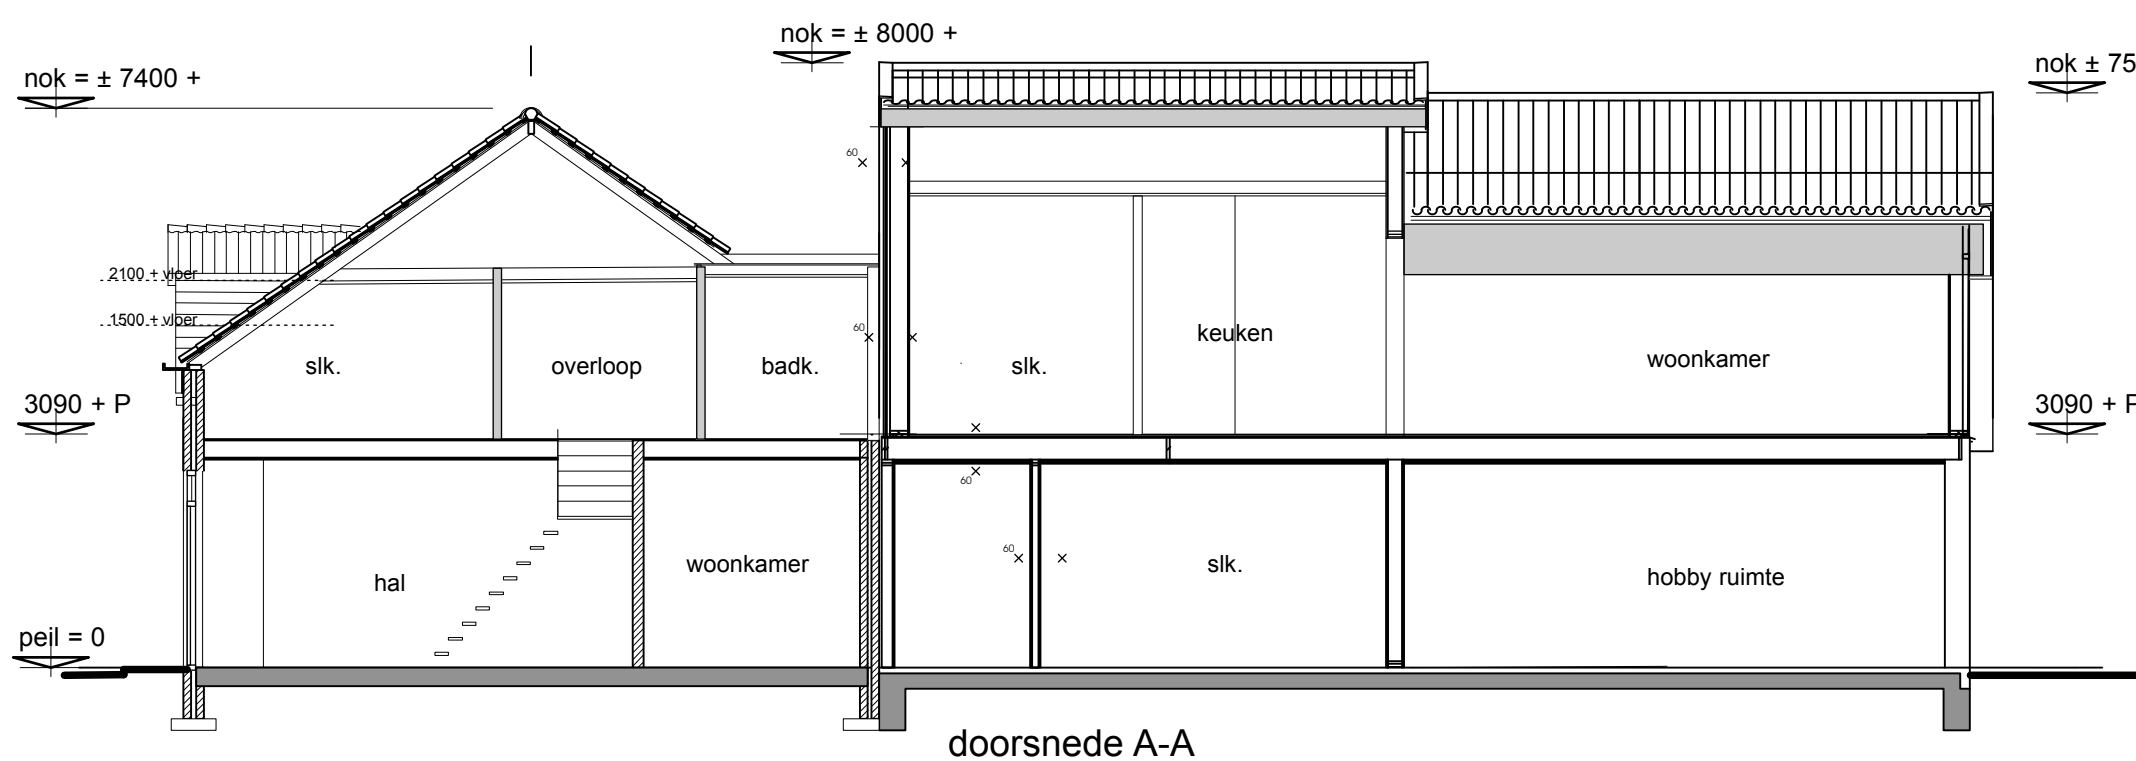 nok = ± 8000 +
nok = ± 7400 +
nok ± 75
60
2100 + vloer
1500 + vloer
60
keuken
slk.
overloop
badk.
slk.
woonkamer
3090 + P
3090 + P
60
60
hal
woonkamer
slk.
hobby ruimte
peil = 0
doorsnede A-A